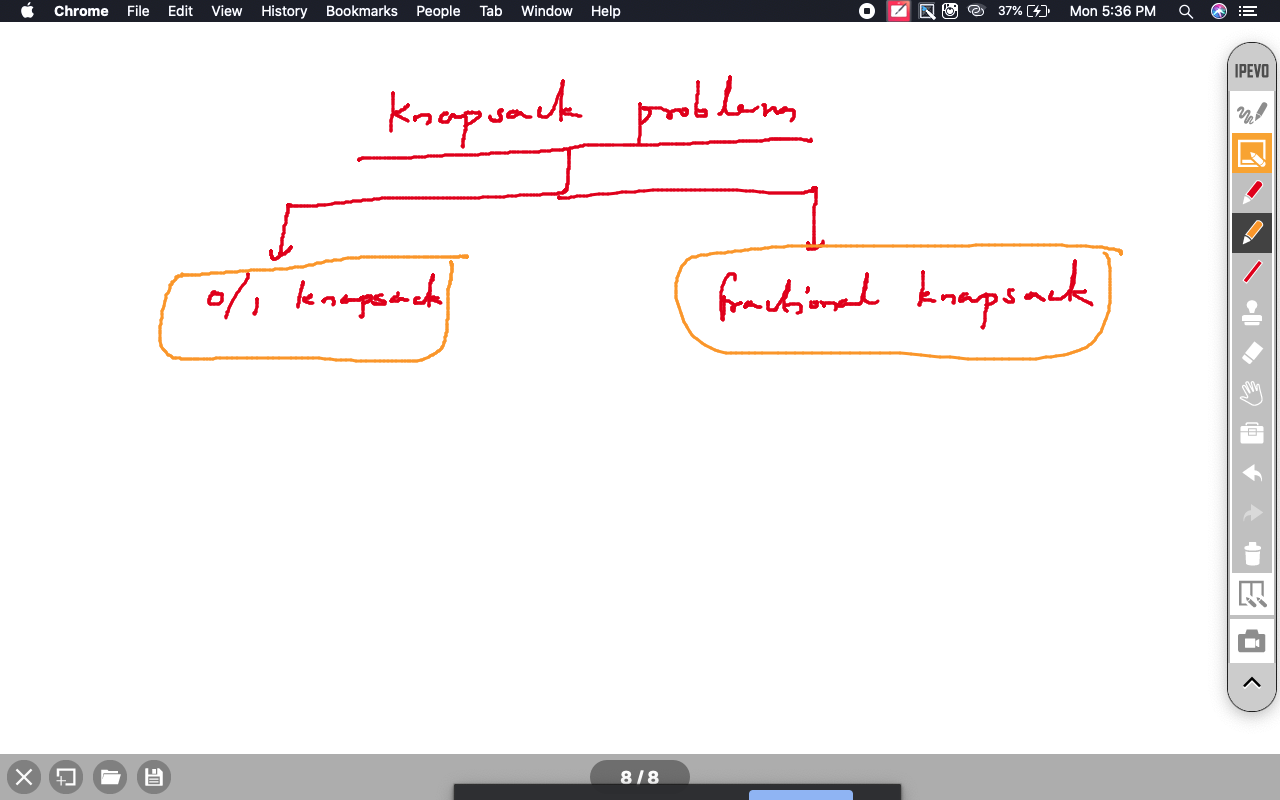 Chrome File Edit View History Bookmarks People Tab Window Help 37% Mon 5:36 PM
IPEVO
Knapsack problems
0/1 knapsack fractional knapsack
8 / 8